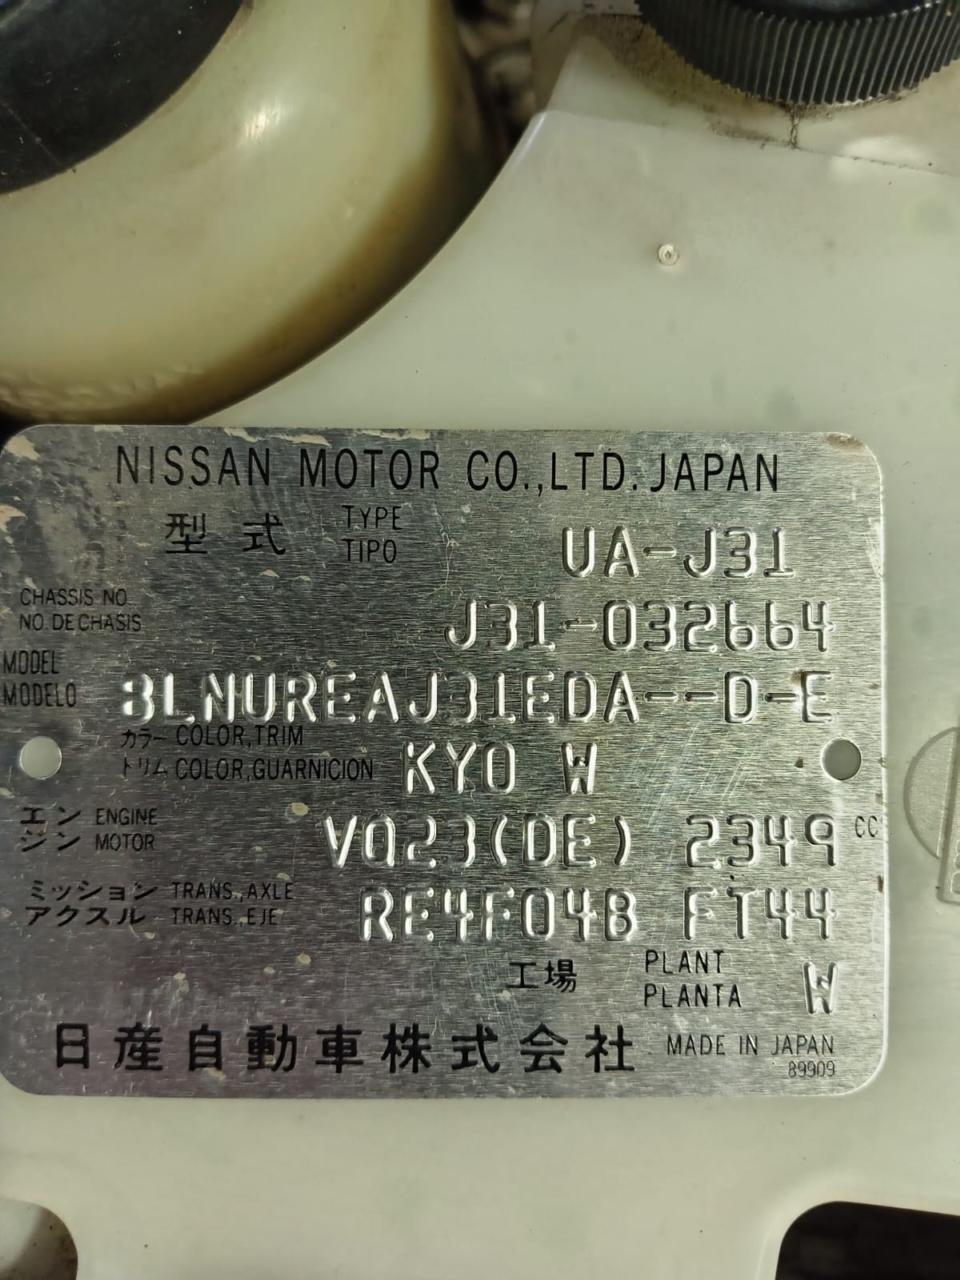 NISSAN MOTOR CO.,LTD. JAPAN
型式 TYPE TIPO UA-J31
CHASSIS NO. NO. DE CHASIS J31-032664
MODEL MODELO BLNUREAJ31EDA--D-E
カラー COLOR,TRIM
トリム COLOR,GUARNICION KY0 W
エンジン ENGINE MOTOR VQ23(DE) 2349 CC
ミッション TRANS.,AXLE
アクスル TRANS.,EJE RE4F04B FT44
工場 PLANT PLANTA W
日産自動車株式会社 MADE IN JAPAN
89909